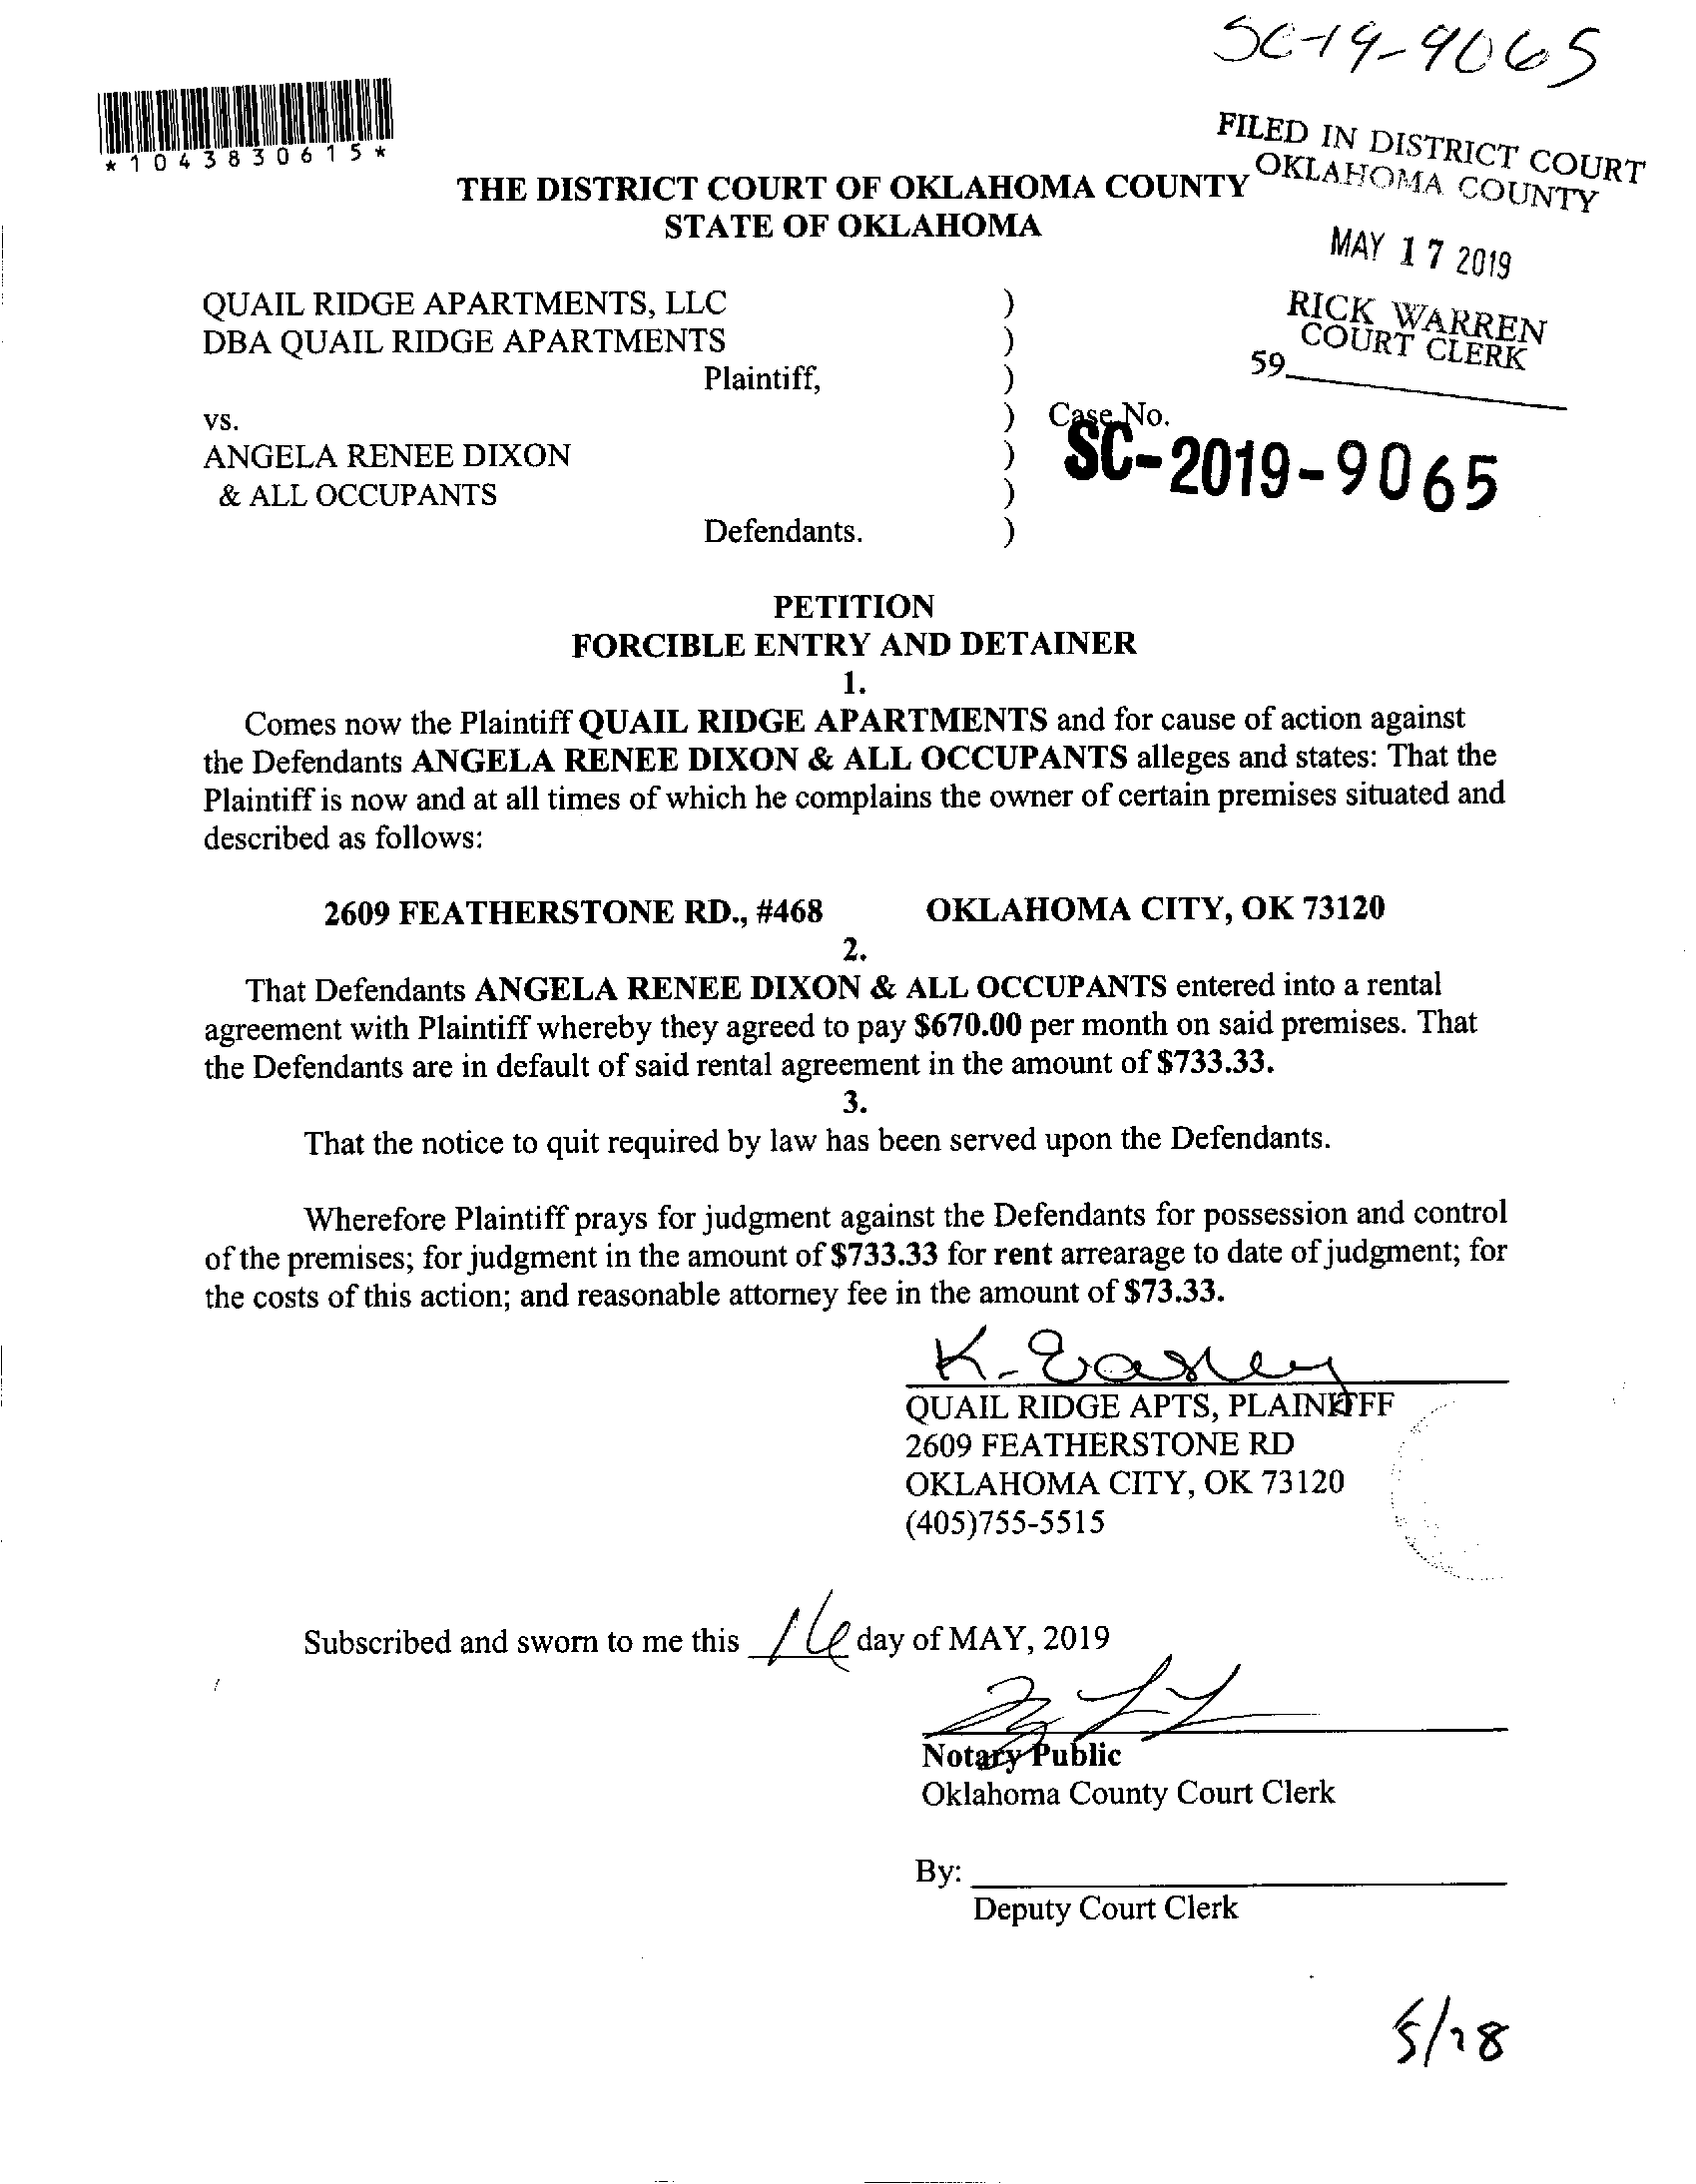 SC-19-9065
*1043830615*
FILED IN DISTRICT COURT
OKLAHOMA COUNTY
MAY 17 2019
RICK WARREN
COURT CLERK
59
THE DISTRICT COURT OF OKLAHOMA COUNTY
STATE OF OKLAHOMA
QUAIL RIDGE APARTMENTS, LLC )
DBA QUAIL RIDGE APARTMENTS )
Plaintiff, )
vs. ) Case No.
SC-2019-9065
ANGELA RENEE DIXON )
& ALL OCCUPANTS )
Defendants. )
PETITION
FORCIBLE ENTRY AND DETAINER
1.
Comes now the Plaintiff QUAIL RIDGE APARTMENTS and for cause of action against
the Defendants ANGELA RENEE DIXON & ALL OCCUPANTS alleges and states: That the
Plaintiff is now and at all times of which he complains the owner of certain premises situated and
described as follows:
2609 FEATHERSTONE RD., #468 OKLAHOMA CITY, OK 73120
2.
That Defendants ANGELA RENEE DIXON & ALL OCCUPANTS entered into a rental
agreement with Plaintiff whereby they agreed to pay $670.00 per month on said premises. That
the Defendants are in default of said rental agreement in the amount of $733.33.
3.
That the notice to quit required by law has been served upon the Defendants.
Wherefore Plaintiff prays for judgment against the Defendants for possession and control
of the premises; for judgment in the amount of $733.33 for rent arrearage to date of judgment; for
the costs of this action; and reasonable attorney fee in the amount of $73.33.
K. Easley
QUAIL RIDGE APTS, PLAINTIFF
2609 FEATHERSTONE RD
OKLAHOMA CITY, OK 73120
(405)755-5515
Subscribed and sworn to me this 16 day of MAY, 2019
Notary Public
Oklahoma County Court Clerk
By:
Deputy Court Clerk
5/28